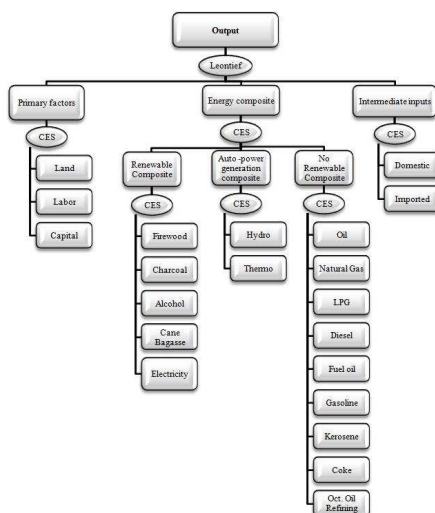 Output
Leontief
Primary factors
Energy composite
Intermediate inputs
CES
CES
CES
Land
Labor
Capital
Renewable
Composite
Auto -power
generation
composite
No
Renewable
Composite
Domestic
Imported
CES
CES
CES
Firewood
Charcoal
Alcohol
Cane
Bagasse
Electricity
Hydro
Thermo
Oil
Natural Gas
LPG
Diesel
Fuel oil
Gasoline
Kerosene
Coke
Oct. Oil
Refining